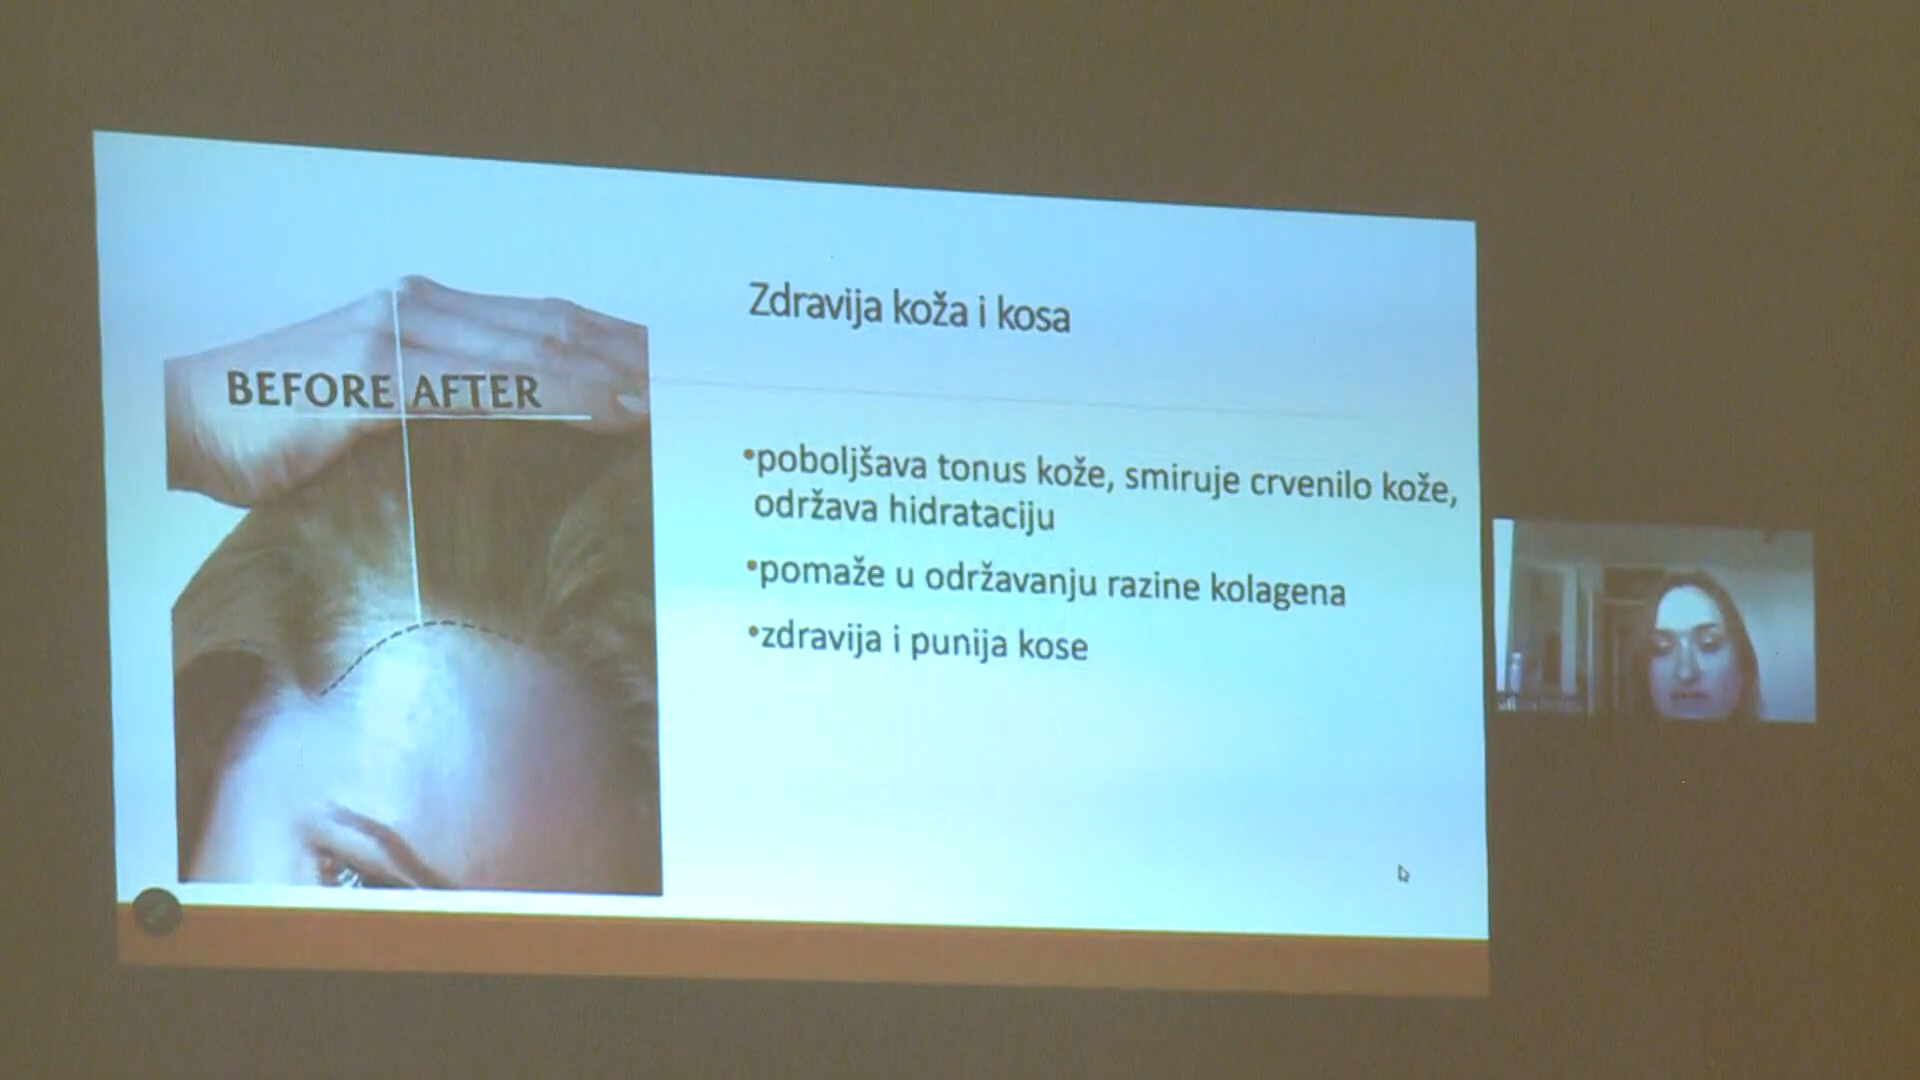 BEFORE AFTER
Zdravija koža i kosa
•poboljšava tonus kože, smiruje crvenilo kože,
održava hidrataciju
•pomaže u održavanju razine kolagena
•zdravija i punija kose